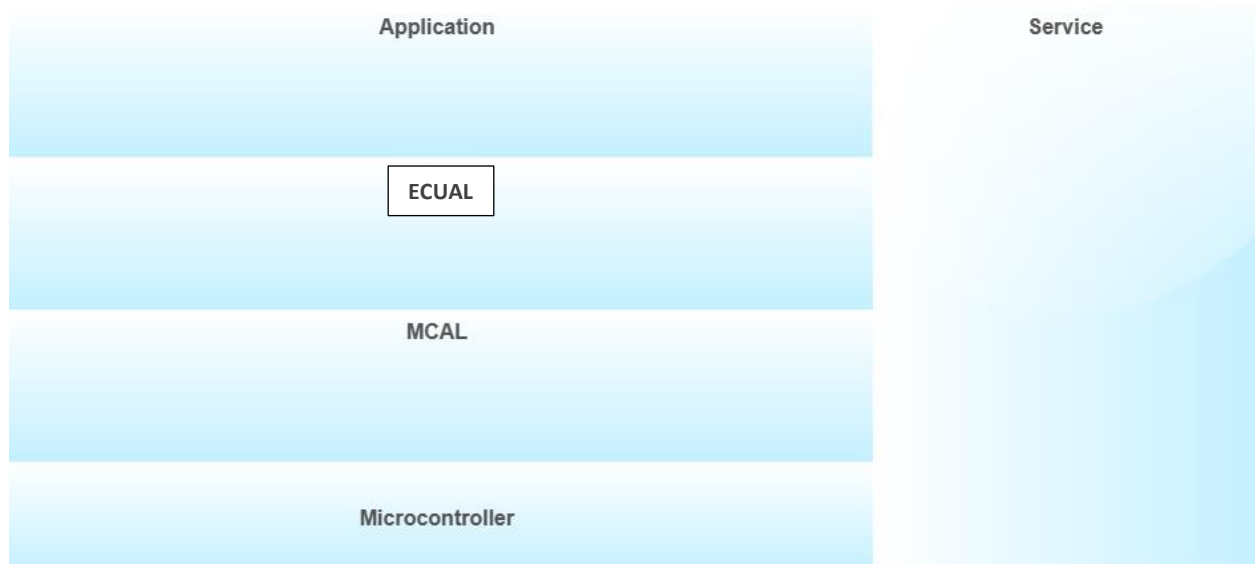 Application
Service
ECUAL
MCAL
Microcontroller